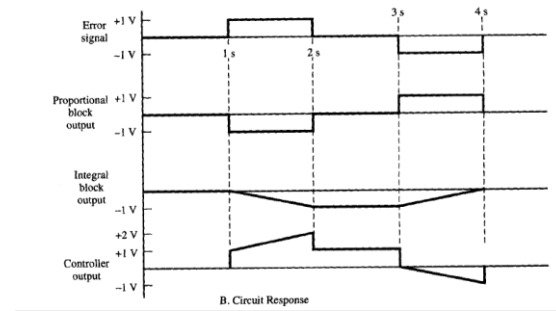 Error signal
+1 V
−1 V
1 s
2 s
3 s
4 s
Proportional block output
+1 V
−1 V
Integral block output
−1 V
Controller output
+2 V
+1 V
−1 V
B. Circuit Response